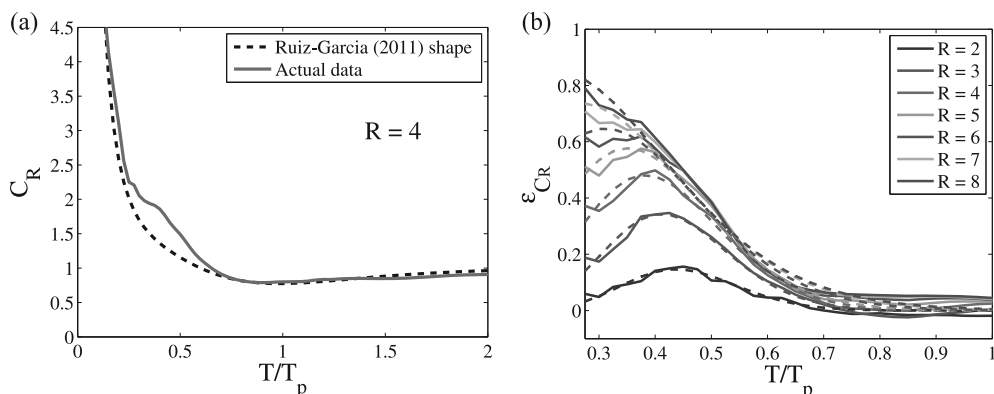 (a)
4.5
4
3.5
3
2.5
2
1.5
1
0.5
0
C_R
Ruiz-Garcia (2011) shape
Actual data
R = 4
0
0.5
1
1.5
2
T/T_p
(b)
1
0.8
0.6
0.4
0.2
0
ε_{C_R}
R = 2
R = 3
R = 4
R = 5
R = 6
R = 7
R = 8
0.3
0.4
0.5
0.6
0.7
0.8
0.9
1
T/T_p